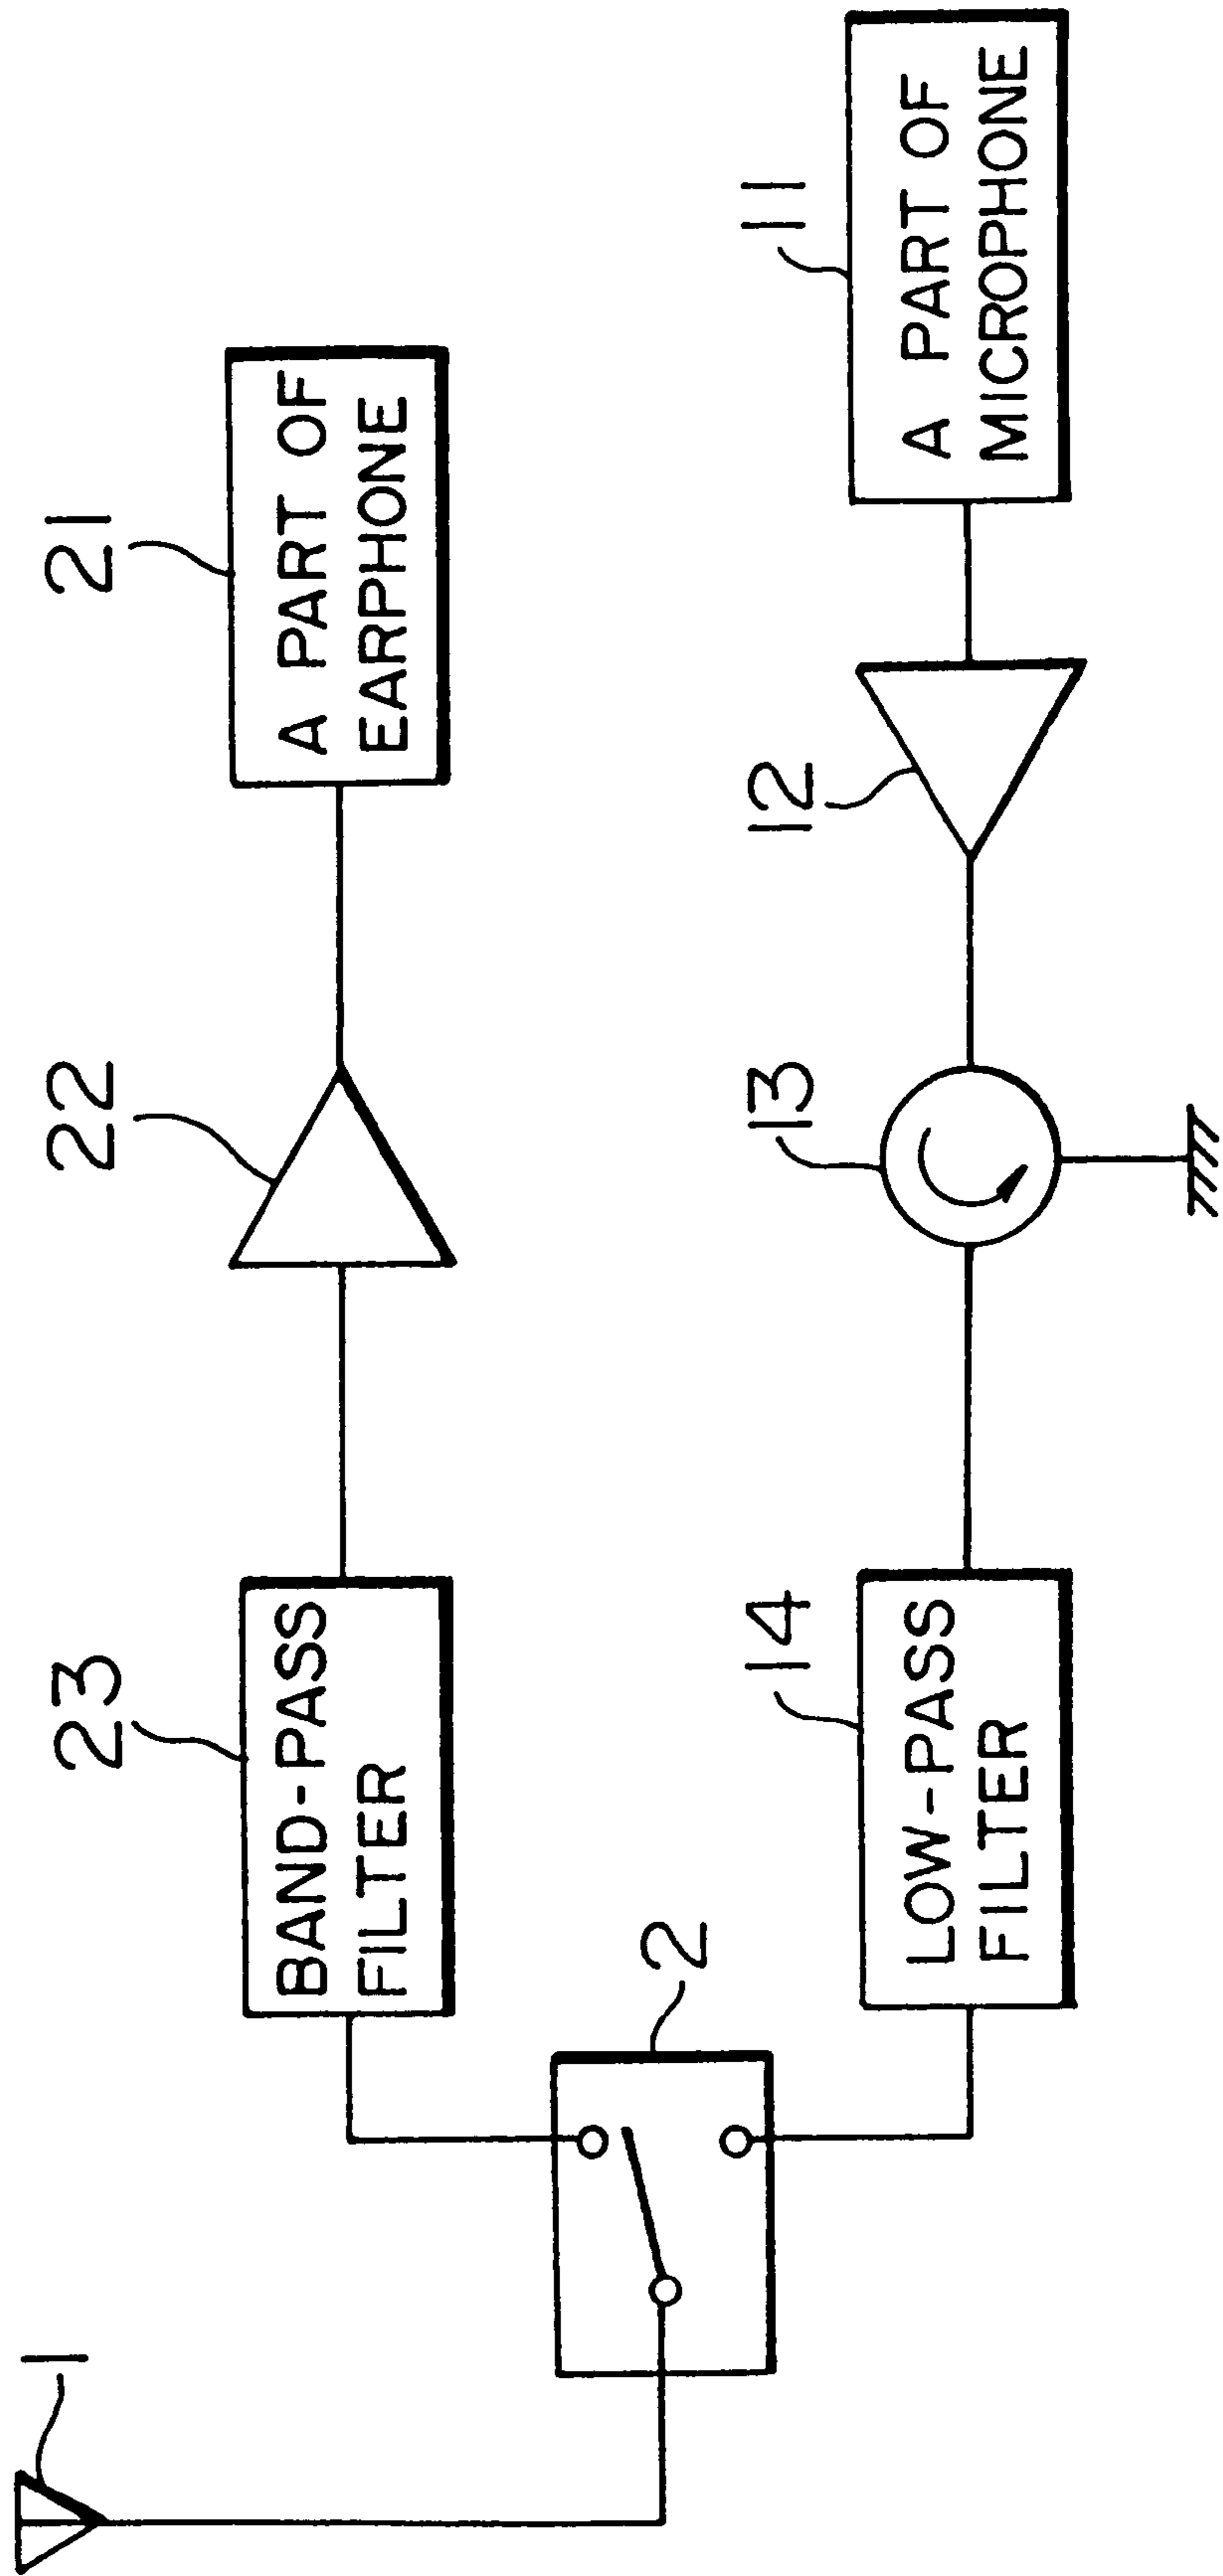 1
2
23
BAND-PASS
FILTER
22
21
A PART OF
EARPHONE
14
LOW-PASS
FILTER
13
12
11
A PART OF
MICROPHONE